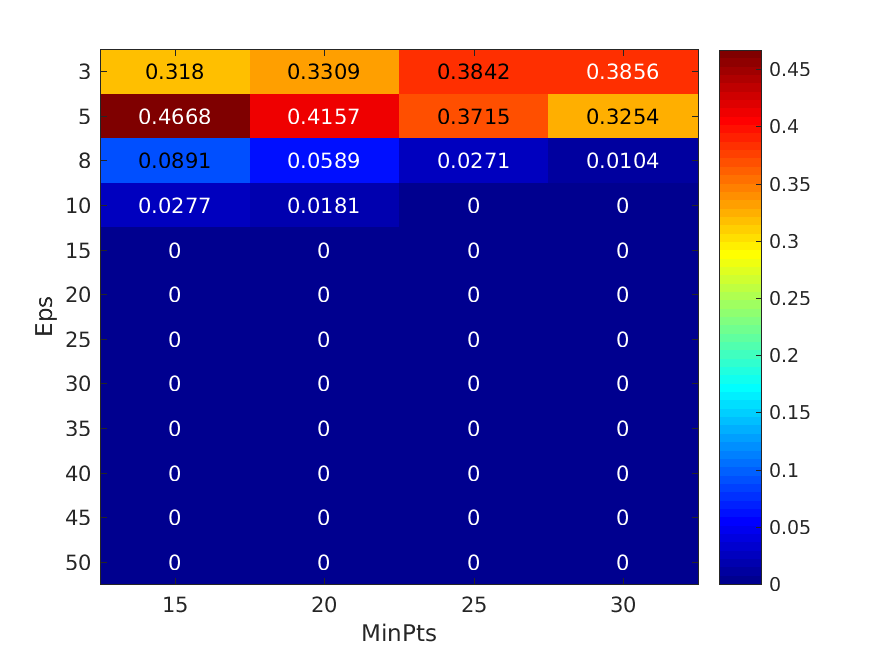 3 0.318 0.3309 0.3842 0.3856
5 0.4668 0.4157 0.3715 0.3254
8 0.0891 0.0589 0.0271 0.0104
10 0.0277 0.0181 0 0
15 0 0 0 0
20 0 0 0 0
25 0 0 0 0
30 0 0 0 0
35 0 0 0 0
40 0 0 0 0
45 0 0 0 0
50 0 0 0 0
Eps
15 20 25 30
MinPts
0.45
0.4
0.35
0.3
0.25
0.2
0.15
0.1
0.05
0